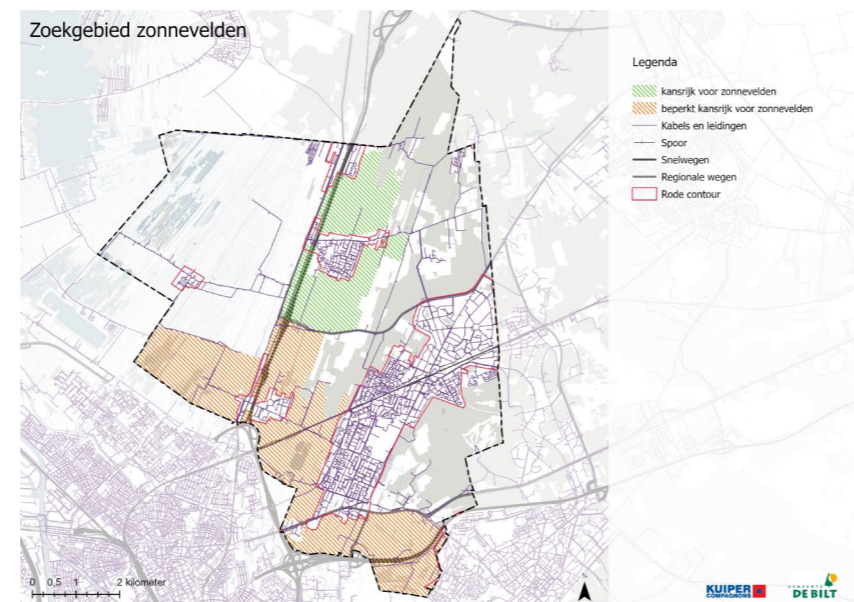 Zoekgebied zonnevelden
Legenda
kansrijk voor zonnevelden
beperkt kansrijk voor zonnevelden
Kabels en leidingen
Spoor
Snelwegen
Regionale wegen
Rode contour
0 0,5 1 2 kilometer
KUIPER
COMPAGNONS
GEMEENTE
DE BILT